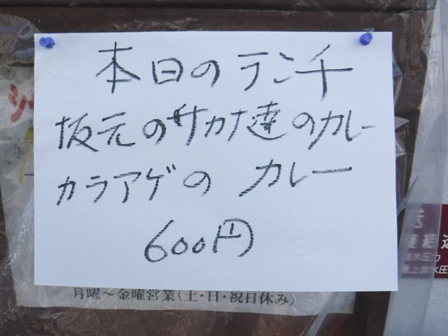 本日のランチ
坂元のサカナ達のカレー
カラアゲの カレー
600円
月曜〜金曜営業(土・日・祝日休み)